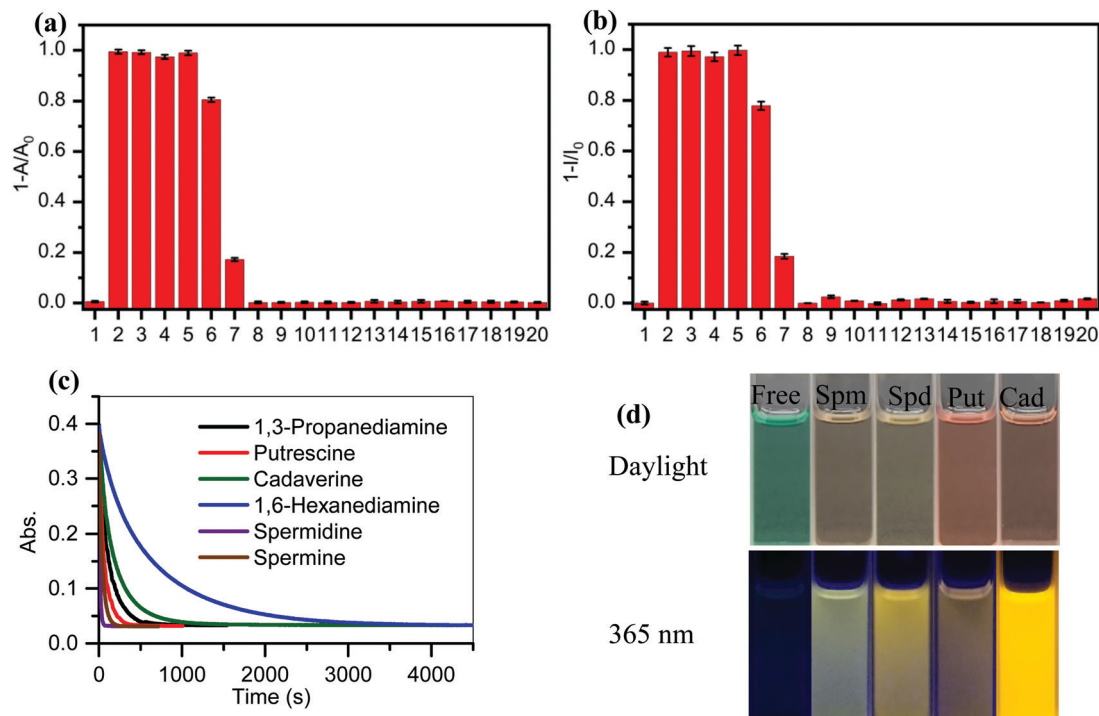 (a)
1-A/A0
1.0
0.8
0.6
0.4
0.2
0.0
1 2 3 4 5 6 7 8 9 10 11 12 13 14 15 16 17 18 19 20
(b)
1-I/I0
1.0
0.8
0.6
0.4
0.2
0.0
1 2 3 4 5 6 7 8 9 10 11 12 13 14 15 16 17 18 19 20
(c)
Abs.
0.4
0.3
0.2
0.1
0.0
1,3-Propanediamine
Putrescine
Cadaverine
1,6-Hexanediamine
Spermidine
Spermine
0 1000 2000 3000 4000
Time (s)
(d)
Free Spm Spd Put Cad
Daylight
365 nm